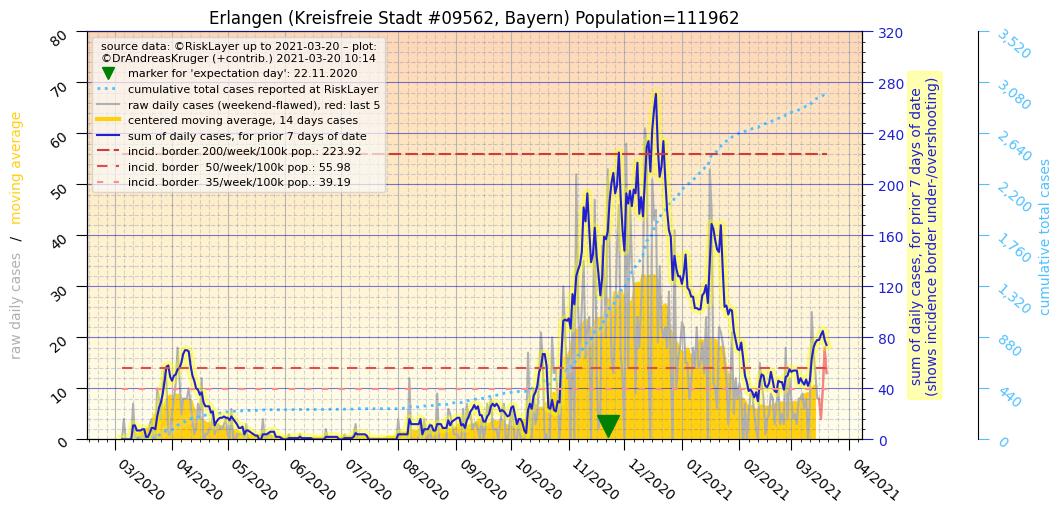 Erlangen (Kreisfreie Stadt #09562, Bayern) Population=111962
source data: ©RiskLayer up to 2021-03-20 – plot:
©DrAndreasKruger (+contrib.) 2021-03-20 10:14
marker for 'expectation day': 22.11.2020
cumulative total cases reported at RiskLayer
raw daily cases (weekend-flawed), red: last 5
centered moving average, 14 days cases
sum of daily cases, for prior 7 days of date
incid. border 200/week/100k pop.: 223.92
incid. border  50/week/100k pop.: 55.98
incid. border  35/week/100k pop.: 39.19
raw daily cases / moving average
80
70
60
50
40
30
20
10
0
03/2020
04/2020
05/2020
06/2020
07/2020
08/2020
09/2020
10/2020
11/2020
12/2020
01/2021
02/2021
03/2021
04/2021
320
280
240
200
160
120
80
40
0
sum of daily cases, for prior 7 days of date
(shows incidence border under-/overshooting)
3,520
3,080
2,640
2,200
1,760
1,320
880
440
0
cumulative total cases